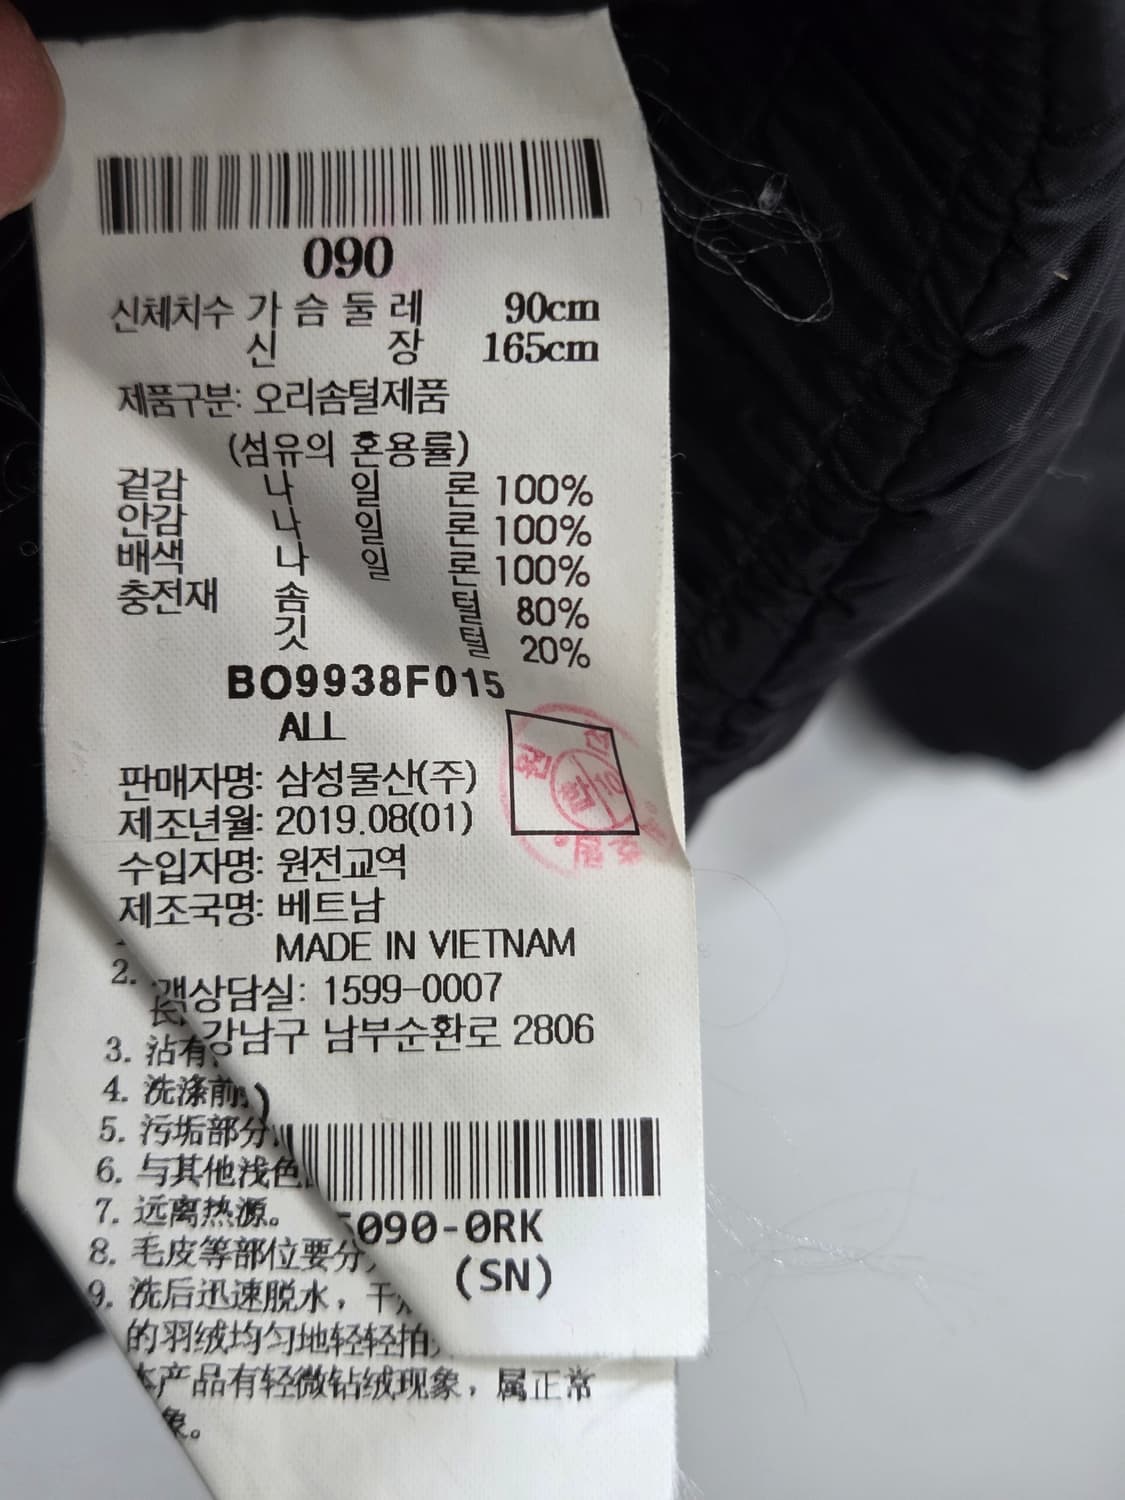 090
신체치수 가슴둘레 90cm
신 장 165cm
제품구분: 오리솜털제품
(섬유의 혼용률)
겉감 나 일 론 100%
안감 나 일 론 100%
배색 나 일 론 100%
충전재 솜 털 80%
깃 털 20%
BO9938F015
ALL
판매자명: 삼성물산(주)
제조년월: 2019.08(01)
수입자명: 원전교역
제조국명: 베트남
MADE IN VIETNAM
2.
객상담실: 1599-0007
강남구 남부순환로 2806
3. 沾有
4. 洗涤前
)
5. 污垢部分
6. 与其他浅色
7. 远离热源。
5090-0RK
8. 毛皮等部位要分
(SN)
9. 洗后迅速脱水，干
的羽绒均匀地轻轻拍
本产品有轻微钻绒现象，属正常
象。